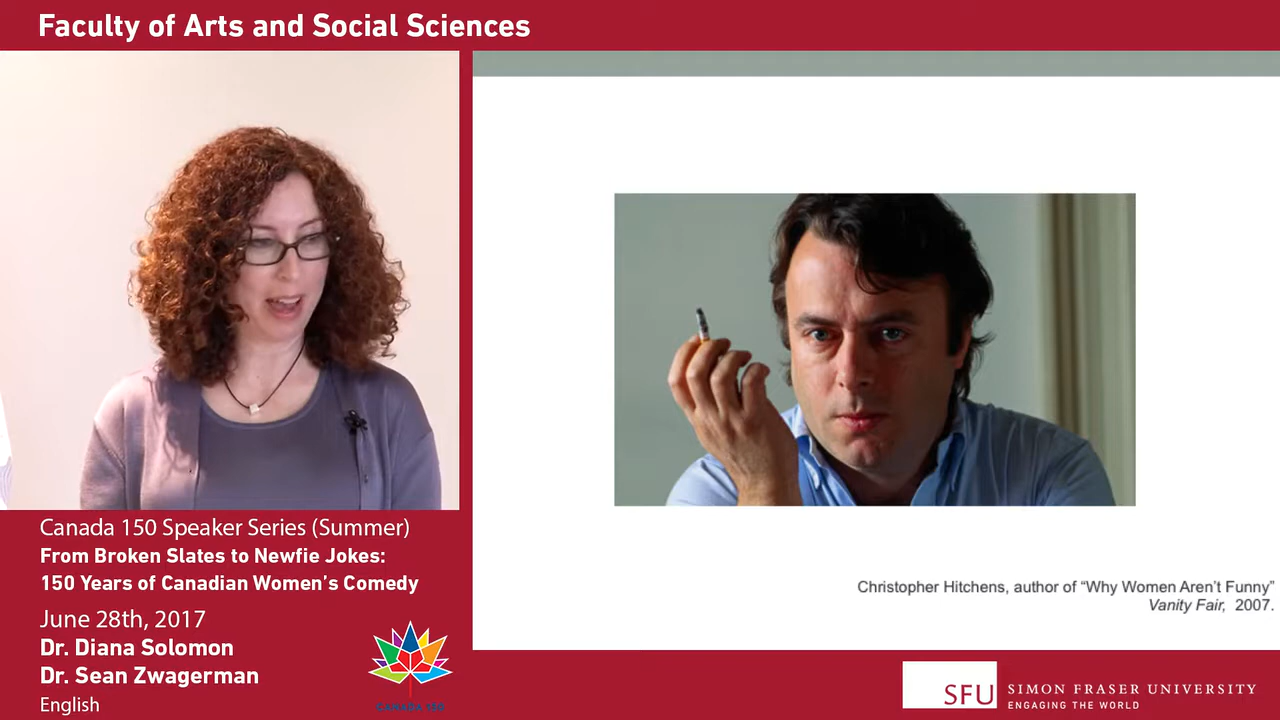 Faculty of Arts and Social Sciences
Christopher Hitchens, author of “Why Women Aren’t Funny”
Vanity Fair, 2007.
Canada 150 Speaker Series (Summer)
From Broken Slates to Newfie Jokes:
150 Years of Canadian Women’s Comedy
June 28th, 2017
Dr. Diana Solomon
Dr. Sean Zwagerman
English
CANADA 150
SFU
SIMON FRASER UNIVERSITY
ENGAGING THE WORLD